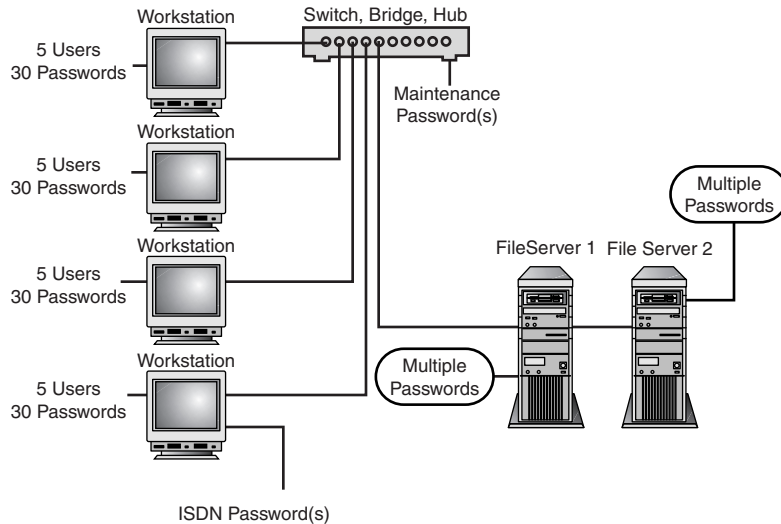 Workstation
Switch, Bridge, Hub
5 Users
30 Passwords
Maintenance
Password(s)
Workstation
5 Users
30 Passwords
Multiple
Passwords
Workstation
FileServer 1
File Server 2
5 Users
30 Passwords
Workstation
Multiple
Passwords
5 Users
30 Passwords
ISDN Password(s)